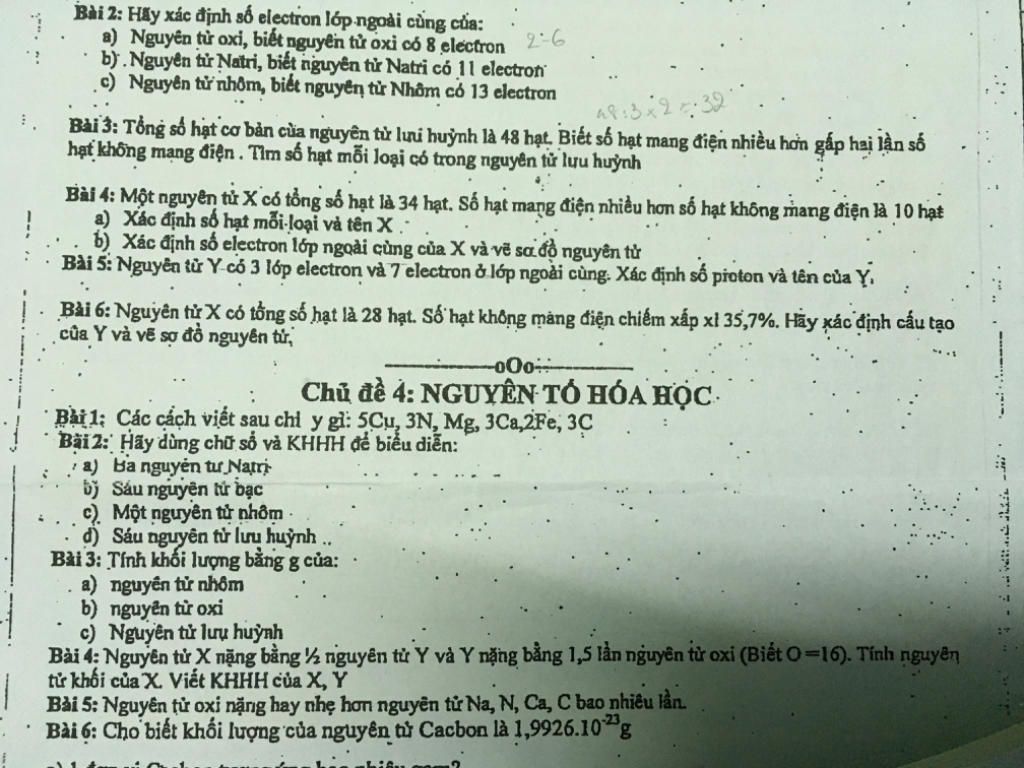 Bài 2: Hãy xác định số electron lớp ngoài cùng của:
a) Nguyên tử oxi, biết nguyên tử oxi có 8 electron 2-6
b) Nguyên tử Natri, biết nguyên tử Natri có 11 electron
c) Nguyên tử nhôm, biết nguyên tử Nhôm có 13 electron
48:3 x 2 = 32
Bài 3: Tổng số hạt cơ bản của nguyên tử lưu huỳnh là 48 hạt. Biết số hạt mang điện nhiều hơn gấp hai lần số
hạt không mang điện . Tìm số hạt mỗi loại có trong nguyên tử lưu huỳnh
Bài 4: Một nguyên tử X có tổng số hạt là 34 hạt. Số hạt mang điện nhiều hơn số hạt không mang điện là 10 hạt
a) Xác định số hạt mỗi loại và tên X .
b) Xác định số electron lớp ngoài cùng của X và vẽ sơ đồ nguyên tử
Bài 5: Nguyên tử Y có 3 lớp electron và 7 electron ở lớp ngoài cùng. Xác định số proton và tên của Y.
Bài 6: Nguyên tử X có tổng số hạt là 28 hạt. Số hạt không mang điện chiếm xấp xỉ 35,7%. Hãy xác định cấu tạo
của Y và vẽ sơ đồ nguyên tử.
oOo
Chủ đề 4: NGUYÊN TỐ HÓA HỌC
Bài 1: Các cách viết sau chỉ y gì: 5Cu, 3N, Mg, 3Ca,2Fe, 3C
Bài 2: Hãy dùng chữ số và KHHH để biểu diễn:
a) Ba nguyên tư Natri
b) Sáu nguyên tử bạc
c) Một nguyên tử nhôm
d) Sáu nguyên tử lưu huỳnh ..
Bài 3: Tính khối lượng bằng g của:
a) nguyên tử nhôm
b) nguyên tử oxi
c) Nguyên tử lưu huỳnh
Bài 4: Nguyên tử X nặng bằng ½ nguyên tử Y và Y nặng bằng 1,5 lần nguyên tử oxi (Biết O =16). Tính nguyên
tử khối của X. Viết KHHH của X, Y
Bài 5: Nguyên tử oxi nặng hay nhẹ hơn nguyên tử Na, N, Ca, C bao nhiêu lần.
Bài 6: Cho biết khối lượng của nguyên tử Cacbon là 1,9926.10⁻²³g